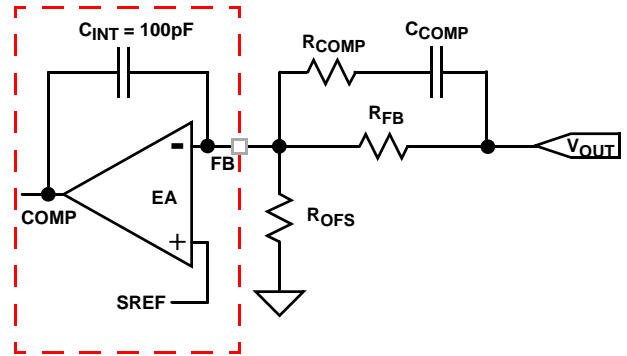 CINT = 100pF
RCOMP
CCOMP
RFB
-
FB
VOUT
EA
COMP
ROFS
+
SREF